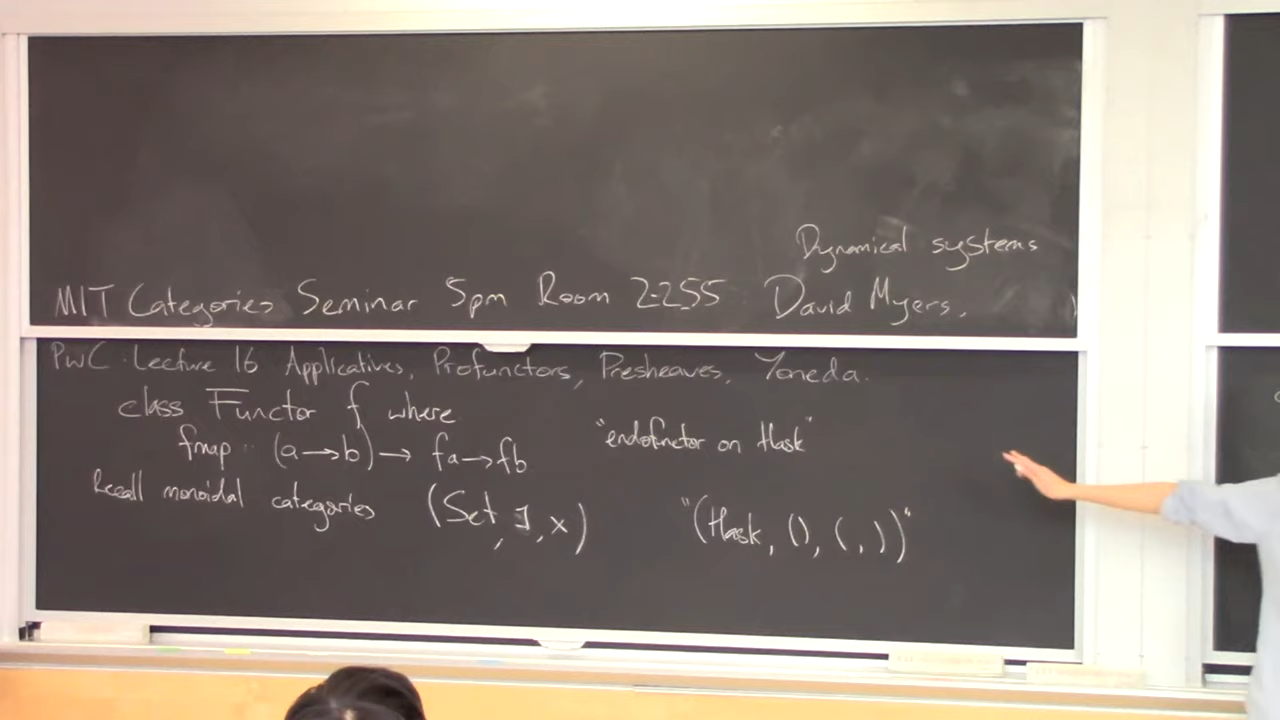 Dynamical systems
MIT Categories Seminar 5pm Room 2-255 David Myers,
PwC. Lecture 16 Applicatives, Profunctors, Presheaves, Yoneda.
class Functor f where
fmap :: (a→b)→ fa→fb "endofunctor on Hask"
Recall monoidal categories (Set, 1, x) "(Hask, (), (,))"